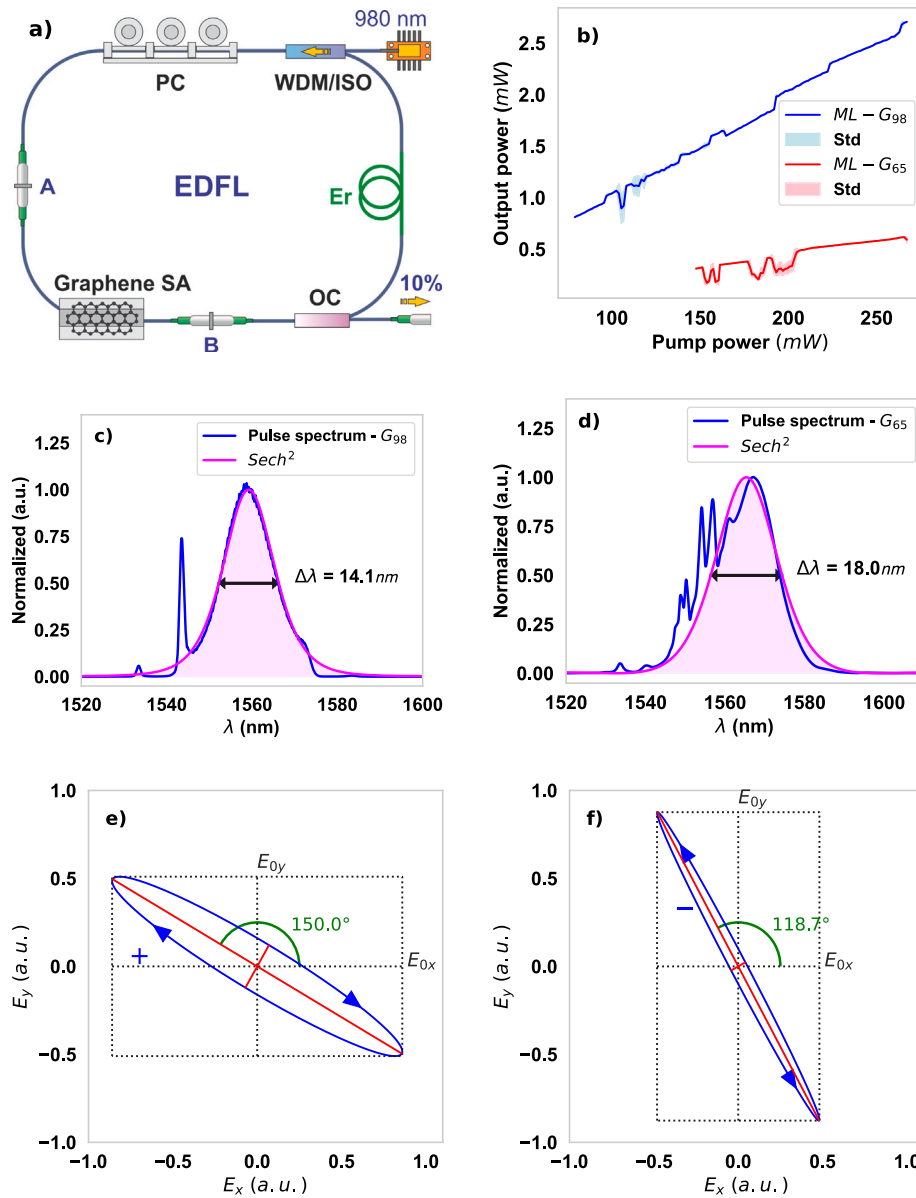 a)
980 nm
PC
WDM/ISO
A
EDFL
Er
Graphene SA
10%
OC
B
b)
Output power (mW)
2.5
2.0
1.5
1.0
0.5
ML − G98
Std
ML − G65
Std
100
150
200
250
Pump power (mW)
c)
Normalized (a.u.)
1.25
1.00
0.75
0.50
0.25
0.00
Pulse spectrum - G98
Sech²
Δλ = 14.1nm
1520
1540
1560
1580
1600
λ (nm)
d)
Normalized (a.u.)
1.25
1.00
0.75
0.50
0.25
0.00
Pulse spectrum - G65
Sech²
Δλ = 18.0nm
1520
1540
1560
1580
1600
λ (nm)
e)
Ey (a.u.)
1.0
0.5
0.0
−0.5
−1.0
E0y
150.0°
E0x
+
−1.0
−0.5
0.0
0.5
1.0
Ex (a.u.)
f)
Ey (a.u.)
1.0
0.5
0.0
−0.5
−1.0
E0y
118.7°
E0x
−
−1.0
−0.5
0.0
0.5
1.0
Ex (a.u.)